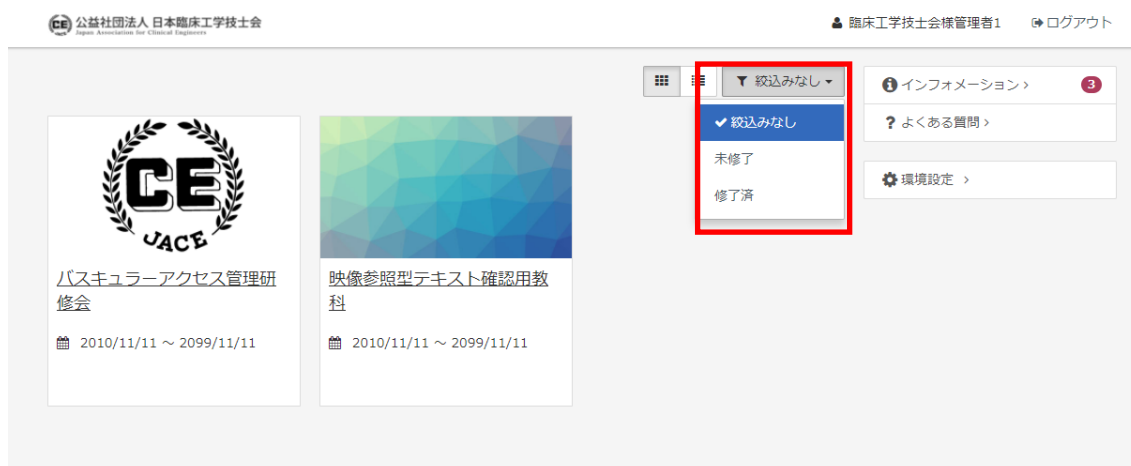 公益社団法人 日本臨床工学技士会
Japan Association for Clinical Engineers
臨床工学技士会様管理者1
ログアウト
絞込みなし
絞込みなし
未修了
修了済
インフォメーション
3
よくある質問
環境設定
CE
JACE
バスキュラーアクセス管理研
修会
2010/11/11 ～ 2099/11/11
映像参照型テキスト確認用教
科
2010/11/11 ～ 2099/11/11